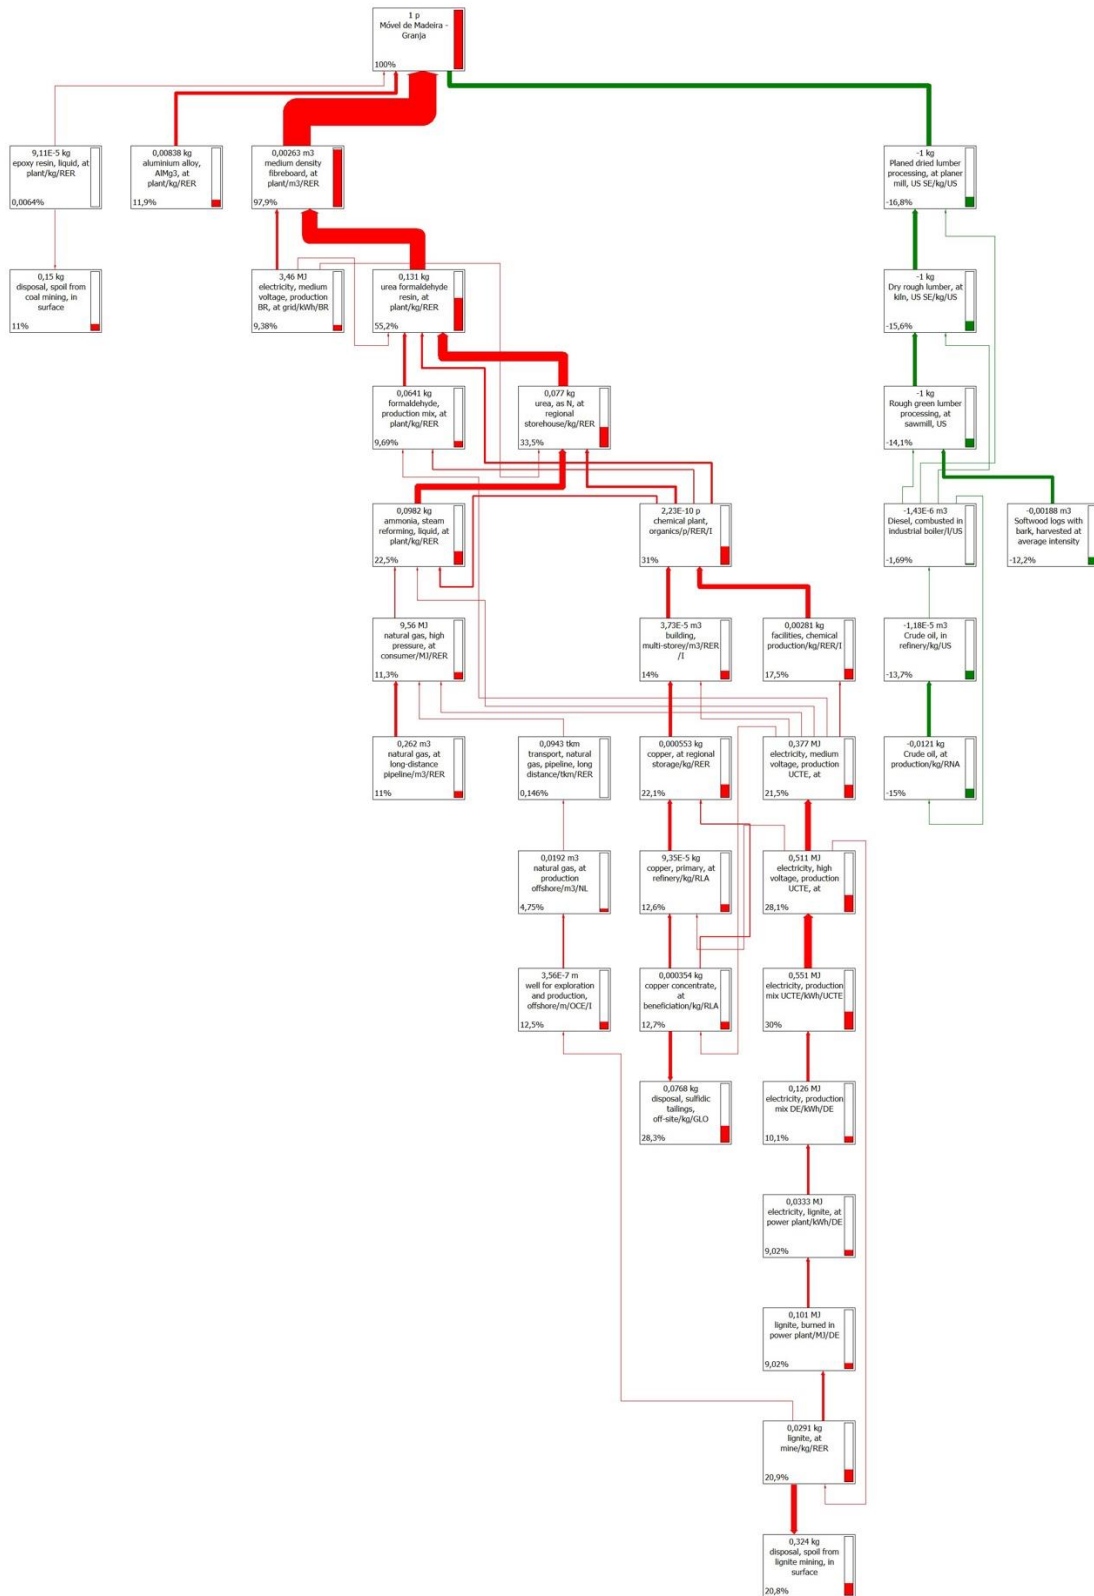 1 p
Móvel de Madeira -
Granja
100%
9,11E-5 kg
epoxy resin, liquid, at
plant/kg/RER
0,0064%
0,00838 kg
aluminium alloy,
AlMg3, at
plant/kg/RER
11,9%
0,00263 m3
medium density
fibreboard, at
plant/m3/RER
97,9%
-1 kg
Planed dried lumber
processing, at planer
mill, US SE/kg/US
-16,8%
0,15 kg
disposal, spoil from
coal mining, in
surface
11%
3,46 MJ
electricity, medium
voltage, production
BR, at grid/kWh/BR
9,38%
0,131 kg
urea formaldehyde
resin, at
plant/kg/RER
55,2%
-1 kg
Dry rough lumber, at
kiln, US SE/kg/US
-15,6%
0,0641 kg
formaldehyde,
production mix, at
plant/kg/RER
9,69%
0,077 kg
urea, as N, at
regional
storehouse/kg/RER
33,5%
-1 kg
Rough green lumber
processing, at
sawmill, US
-14,1%
0,0982 kg
ammonia, steam
reforming, liquid, at
plant/kg/RER
22,5%
2,23E-10 p
chemical plant,
organics/p/RER/I
31%
-1,43E-6 m3
Diesel, combusted in
industrial boiler/l/US
-1,69%
-0,00188 m3
Softwood logs with
bark, harvested at
average intensity
-12,2%
9,56 MJ
natural gas, high
pressure, at
consumer/MJ/RER
11,3%
3,73E-5 m3
building,
multi-storey/m3/RER
/I
14%
0,00281 kg
facilities, chemical
production/kg/RER/I
17,5%
-1,18E-5 m3
Crude oil, in
refinery/kg/US
-13,7%
0,262 m3
natural gas, at
long-distance
pipeline/m3/RER
11%
0,0943 tkm
transport, natural
gas, pipeline, long
distance/tkm/RER
0,146%
0,000553 kg
copper, at regional
storage/kg/RER
22,1%
0,377 MJ
electricity, medium
voltage, production
UCTE, at
21,5%
-0,0121 kg
Crude oil, at
production/kg/RNA
-15%
0,0192 m3
natural gas, at
production
offshore/m3/NL
4,75%
9,35E-5 kg
copper, primary, at
refinery/kg/RLA
12,6%
0,511 MJ
electricity, high
voltage, production
UCTE, at
28,1%
3,56E-7 m
well for exploration
and production,
offshore/m/OCE/I
12,5%
0,000354 kg
copper concentrate,
at
beneficiation/kg/RLA
12,7%
0,551 MJ
electricity, production
mix UCTE/kWh/UCTE
30%
0,0768 kg
disposal, sulfidic
tailings,
off-site/kg/GLO
28,3%
0,126 MJ
electricity, production
mix DE/kWh/DE
10,1%
0,0333 MJ
electricity, lignite, at
power plant/kWh/DE
9,02%
0,101 MJ
lignite, burned in
power plant/MJ/DE
9,02%
0,0291 kg
lignite, at
mine/kg/RER
20,9%
0,324 kg
disposal, spoil from
lignite mining, in
surface
20,8%